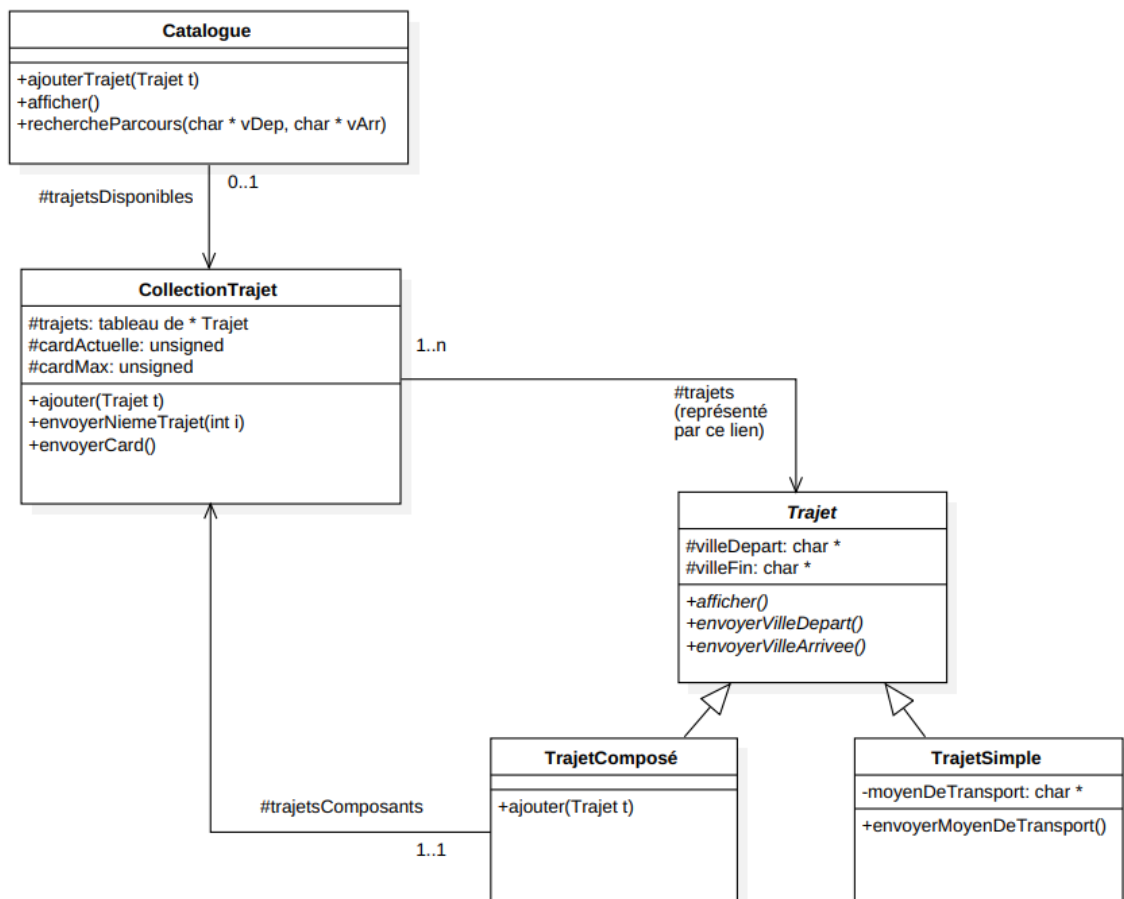 Catalogue
+ajouterTrajet(Trajet t)
+afficher()
+rechercheParcours(char * vDep, char * vArr)
#trajetsDisponibles
0..1
CollectionTrajet
#trajets: tableau de * Trajet
#cardActuelle: unsigned
#cardMax: unsigned
+ajouter(Trajet t)
+envoyerNiemeTrajet(int i)
+envoyerCard()
1..n
#trajets
(représenté
par ce lien)
Trajet
#villeDepart: char *
#villeFin: char *
+afficher()
+envoyerVilleDepart()
+envoyerVilleArrivee()
#trajetsComposants
1..1
TrajetComposé
+ajouter(Trajet t)
TrajetSimple
-moyenDeTransport: char *
+envoyerMoyenDeTransport()